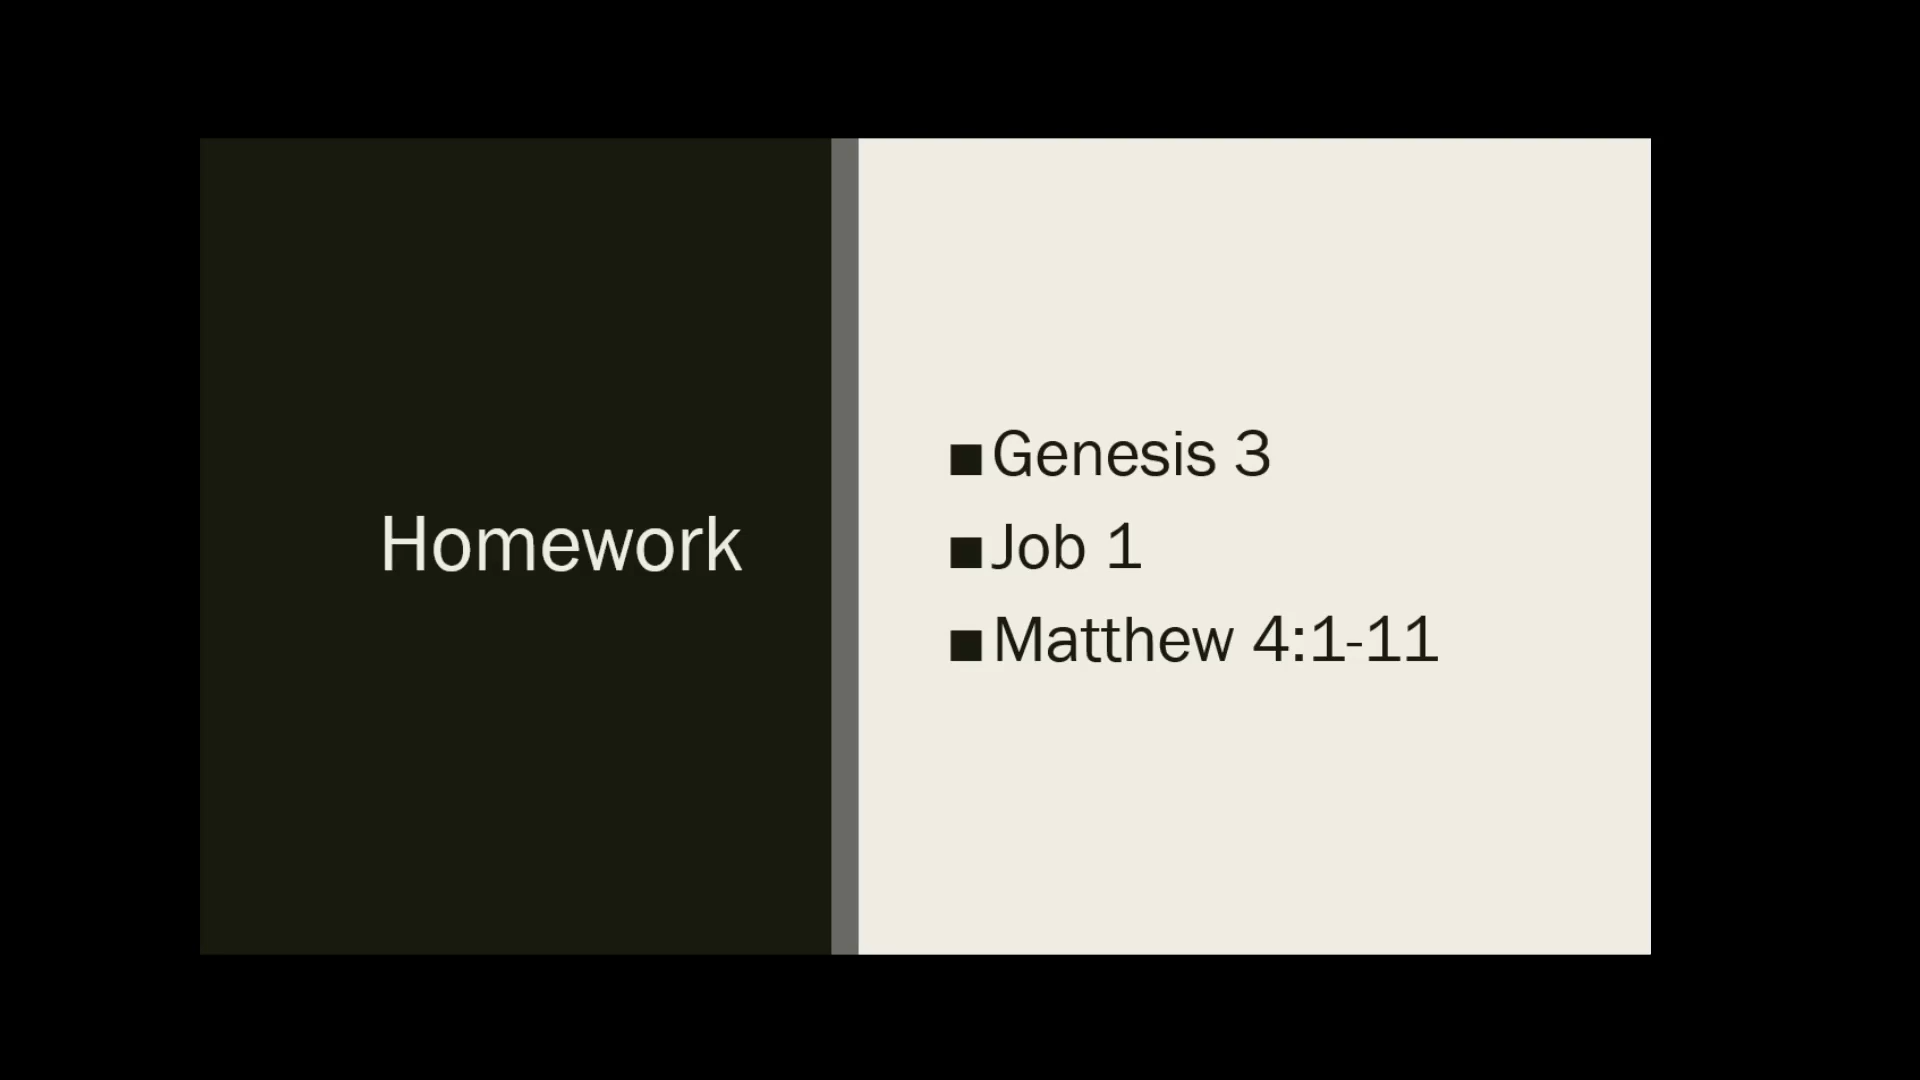 Homework
■Genesis 3
■Job 1
■Matthew 4:1-11